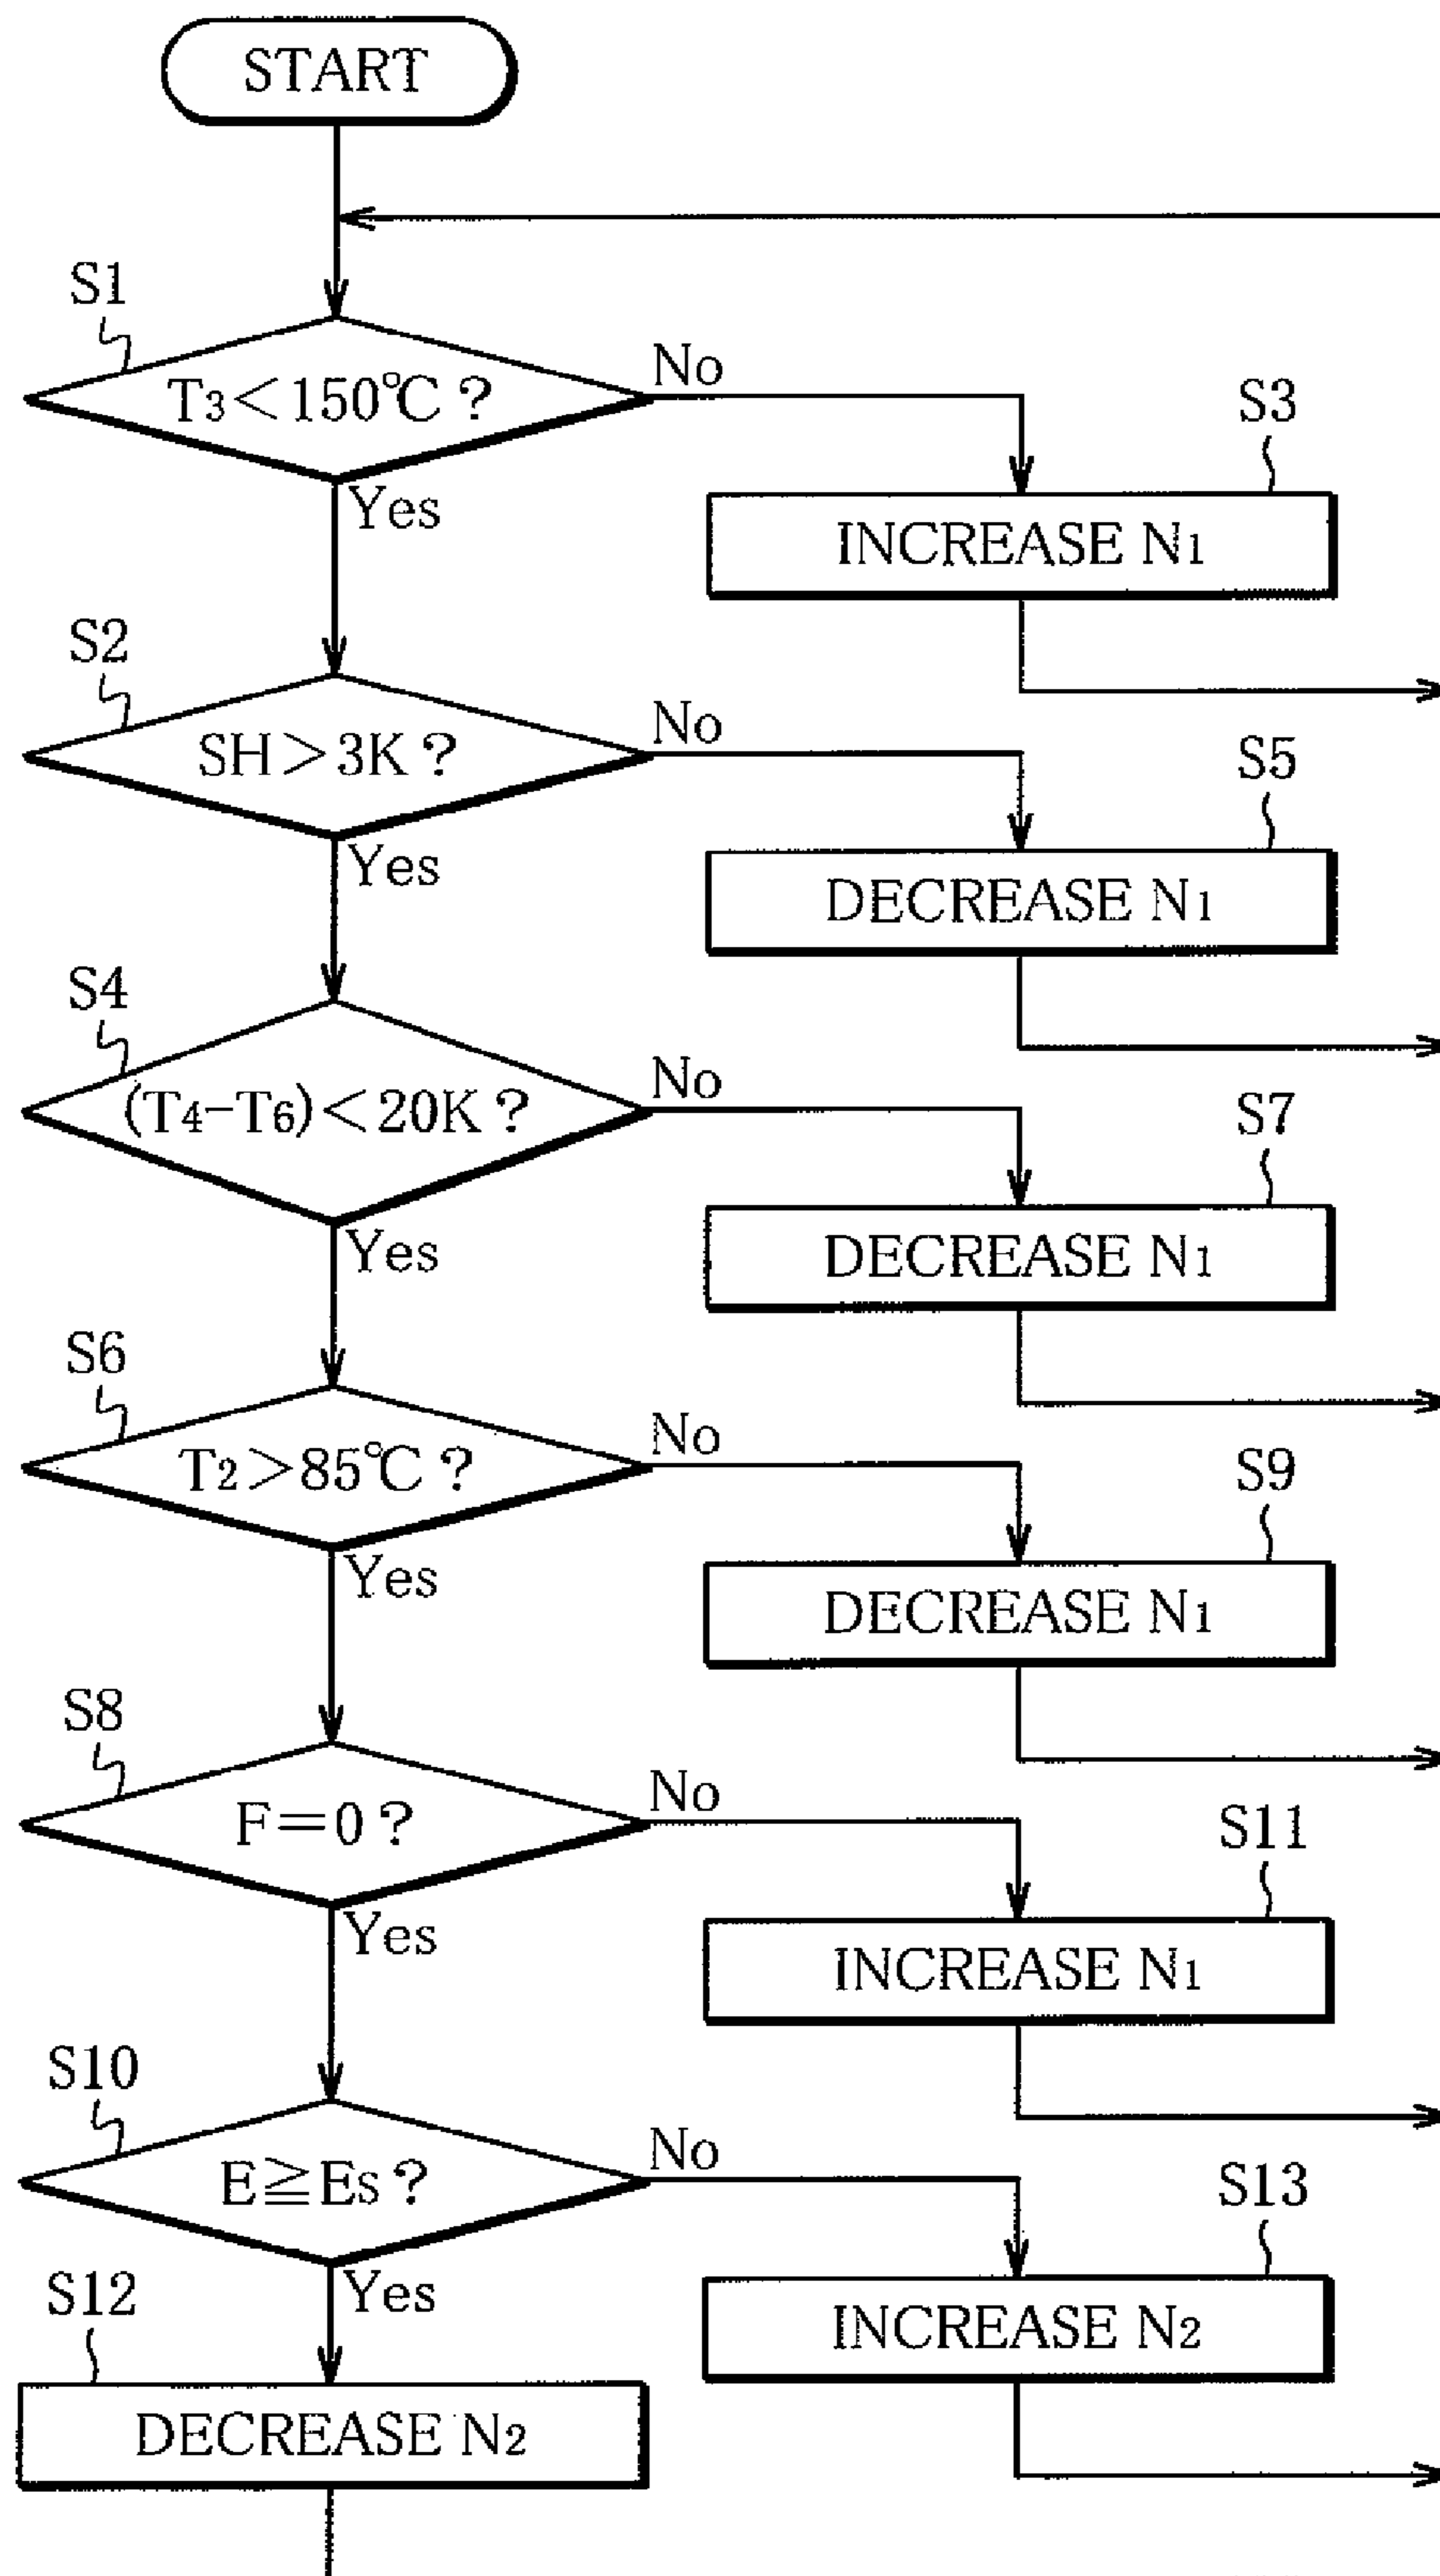 START
S1
T3<150℃?
No
Yes
S3
INCREASE N1
S2
SH>3K?
No
Yes
S5
DECREASE N1
S4
(T4-T6)<20K?
No
Yes
S7
DECREASE N1
S6
T2>85℃?
No
Yes
S9
DECREASE N1
S8
F=0?
No
Yes
S11
INCREASE N1
S10
E≧ES?
No
Yes
S13
INCREASE N2
S12
DECREASE N2